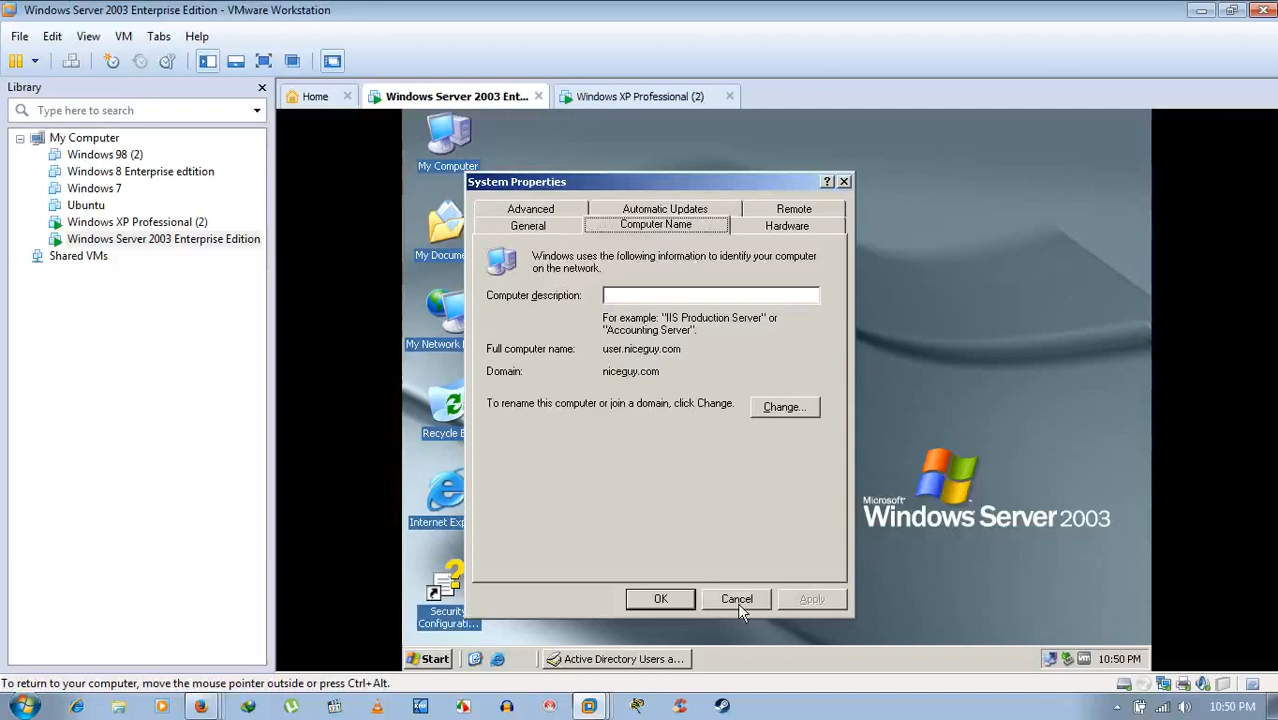 Windows Server 2003 Enterprise Edition - VMware Workstation
File Edit View VM Tabs Help
Library
Type here to search
My Computer
Windows 98 (2)
Windows 8 Enterprise edtition
Windows 7
Ubuntu
Windows XP Professional (2)
Windows Server 2003 Enterprise Edition
Shared VMs
Home
Windows Server 2003 Ent...
Windows XP Professional (2)
My Computer
My Docume
My Network
Recycle B
Internet Exp
Security
Configurati...
System Properties
Advanced Automatic Updates Remote
General Computer Name Hardware
Windows uses the following information to identify your computer
on the network.
Computer description:
For example: "IIS Production Server" or
"Accounting Server".
Full computer name: user.niceguy.com
Domain: niceguy.com
To rename this computer or join a domain, click Change. Change...
OK Cancel Apply
Microsoft
Windows Server 2003
Start
Active Directory Users a...
10:50 PM
To return to your computer, move the mouse pointer outside or press Ctrl+Alt.
10:50 PM